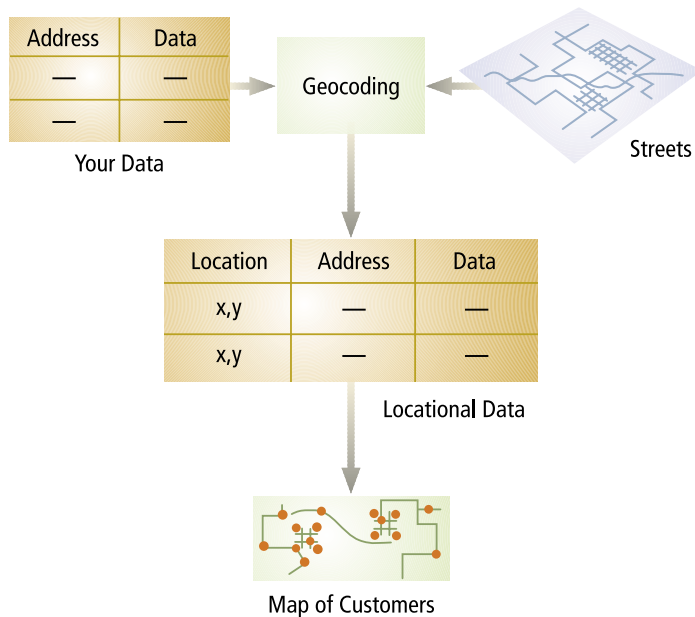 Address Data
— —
— —
Your Data
Geocoding
Streets
Location Address Data
x,y — —
x,y — —
Locational Data
Map of Customers